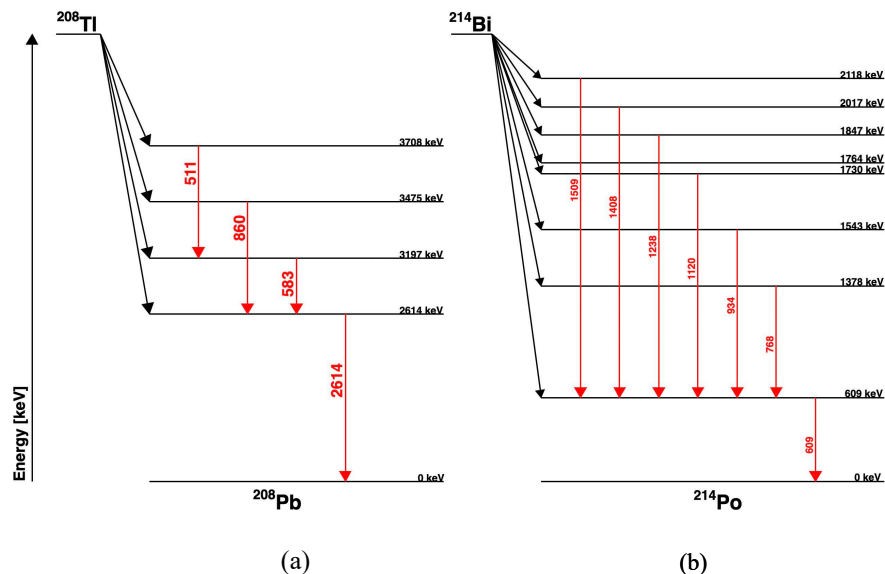 ²⁰⁸Tl
3708 keV
511
3475 keV
860
3197 keV
583
2614 keV
2614
0 keV
²⁰⁸Pb
Energy [keV]
(a)
²¹⁴Bi
2118 keV
2017 keV
1847 keV
1764 keV
1730 keV
1509
1408
1238
1120
1543 keV
934
1378 keV
768
609 keV
609
0 keV
²¹⁴Po
(b)